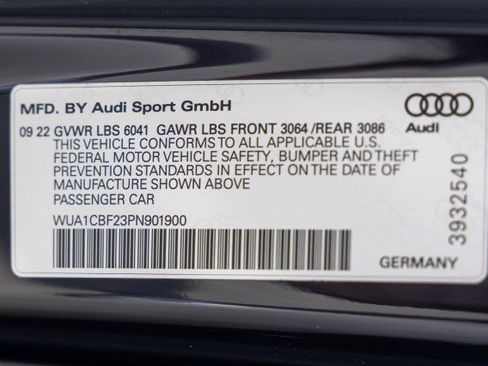 MFD. BY Audi Sport GmbH
09 22 GVWR LBS 6041 GAWR LBS FRONT 3064 /REAR 3086
THIS VEHICLE CONFORMS TO ALL APPLICABLE U.S.
FEDERAL MOTOR VEHICLE SAFETY, BUMPER AND THEFT
PREVENTION STANDARDS IN EFFECT ON THE DATE OF
MANUFACTURE SHOWN ABOVE
PASSENGER CAR
WUA1CBF23PN901900
Audi
3932540
GERMANY